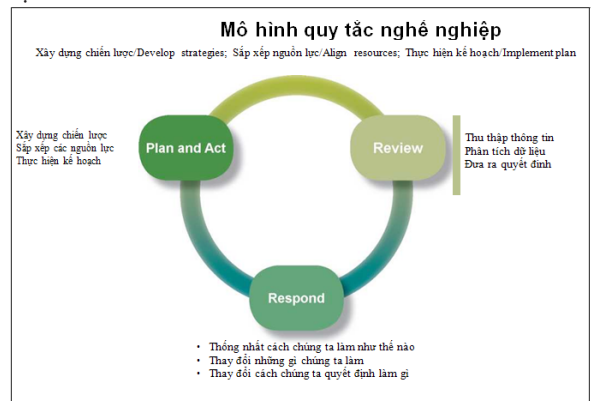 Mô hình quy tắc nghề nghiệp
Xây dựng chiến lược/Develop strategies; Sắp xếp nguồn lực/Align resources; Thực hiện kế hoạch/Implement plan
Xây dựng chiến lược
Sắp xếp các nguồn lực
Thực hiện kế hoạch
Plan and Act
Review
Thu thập thông tin
Phân tích dữ liệu
Đưa ra quyết định
Respond
• Thống nhất cách chúng ta làm như thế nào
• Thay đổi những gì chúng ta làm
• Thay đổi cách chúng ta quyết định làm gì